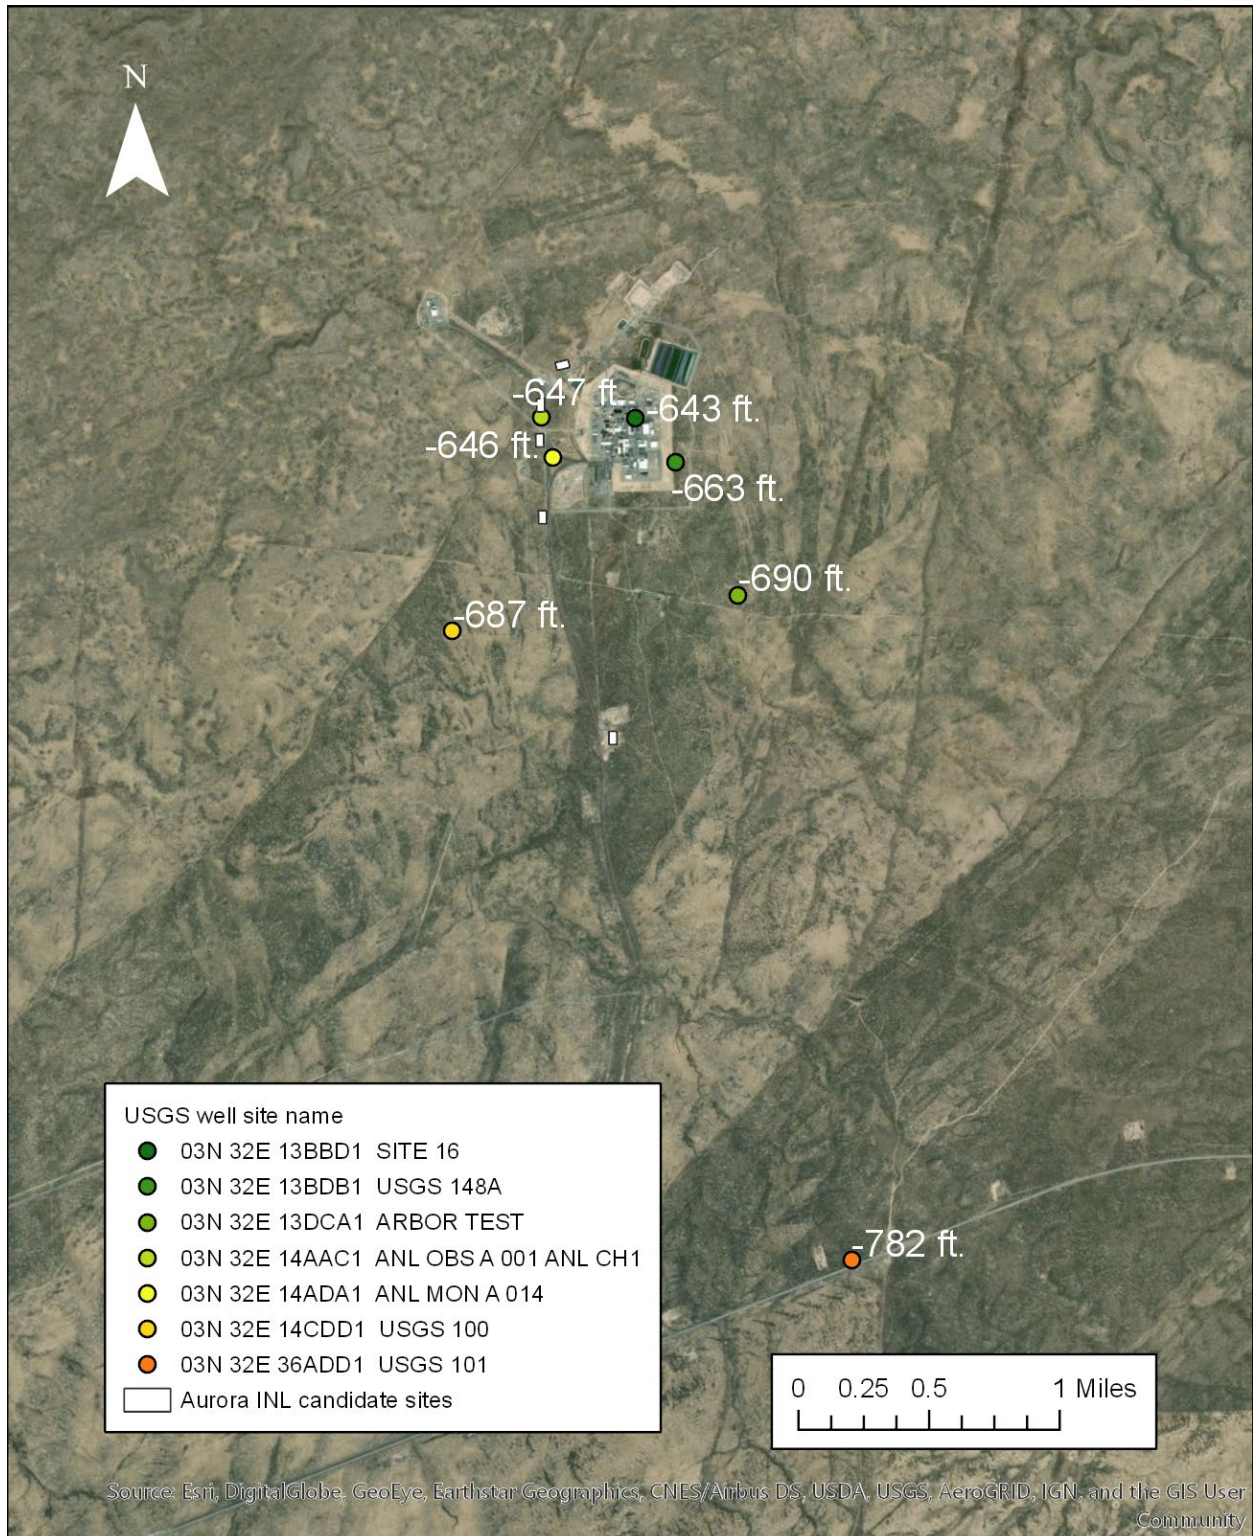 N
-647 ft.
-643 ft.
-646 ft.
-663 ft.
-690 ft.
-687 ft.
USGS well site name
03N 32E 13BBD1 SITE 16
03N 32E 13BDB1 USGS 148A
03N 32E 13DCA1 ARBOR TEST
03N 32E 14AAC1 ANL OBS A 001 ANL CH1
03N 32E 14ADA1 ANL MON A 014
03N 32E 14CDD1 USGS 100
03N 32E 36ADD1 USGS 101
Aurora INL candidate sites
-782 ft.
0 0.25 0.5 1 Miles
Source: Esri, DigitalGlobe, GeoEye, Earthstar Geographics, CNES/Airbus DS, USDA, USGS, AeroGRID, IGN, and the GIS User
Community